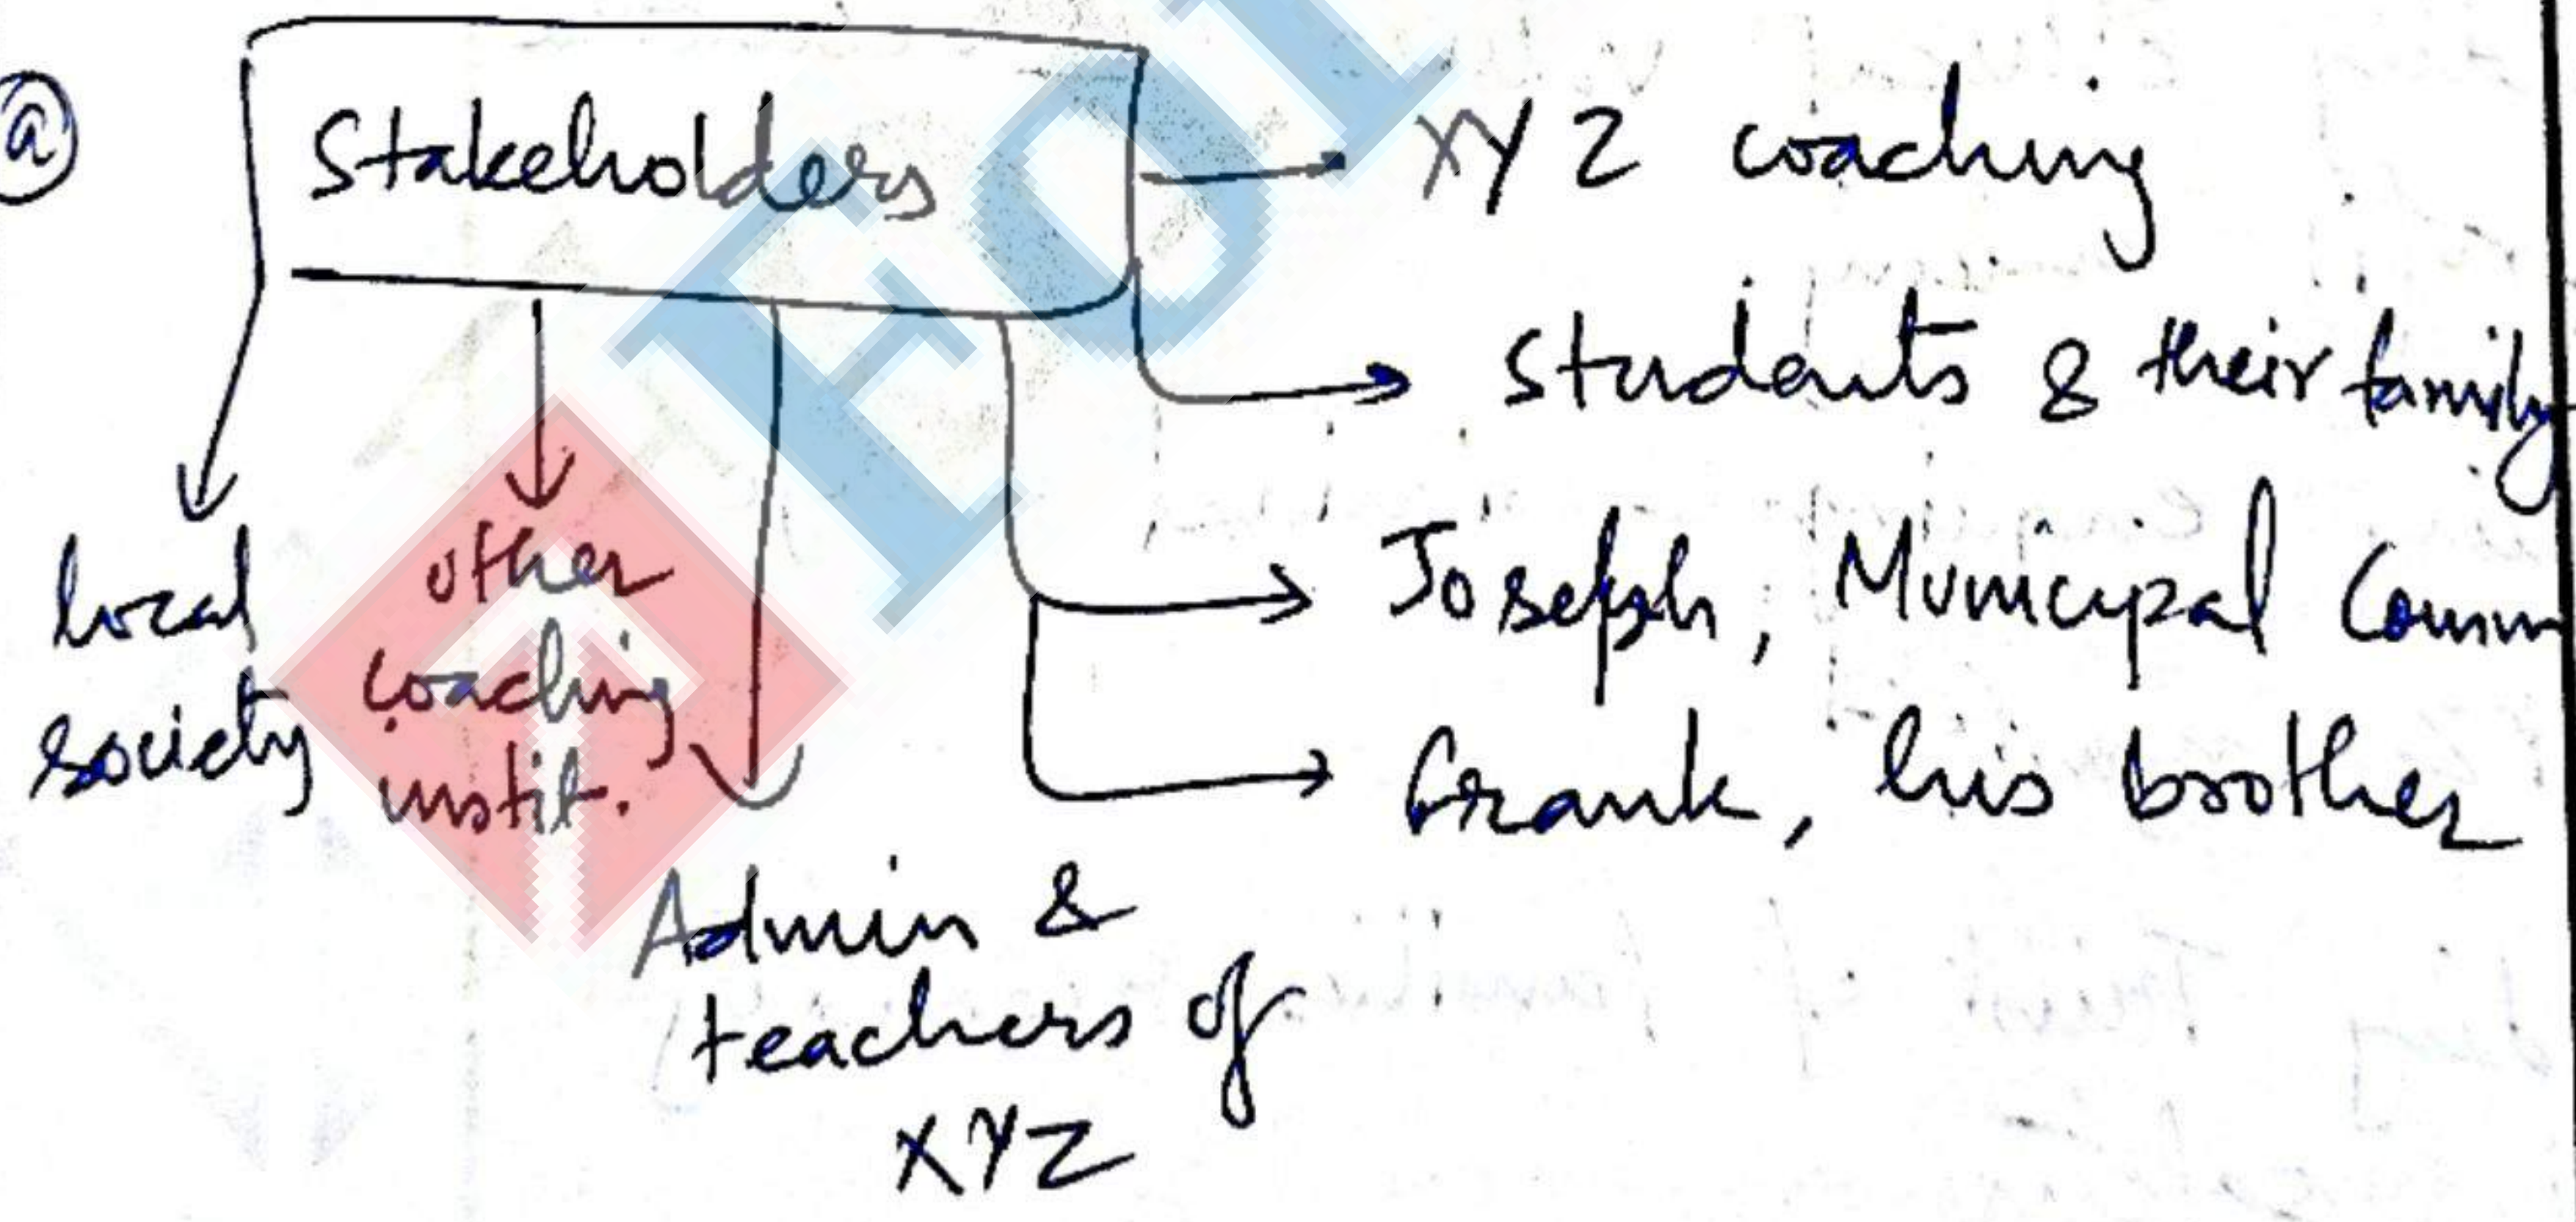 (a)
Stakeholders
XYZ coaching
students & their family
Joseph, Municipal Comm
Frank, his brother
local
society
other
coaching
instit.
Admin &
teachers of
XYZ